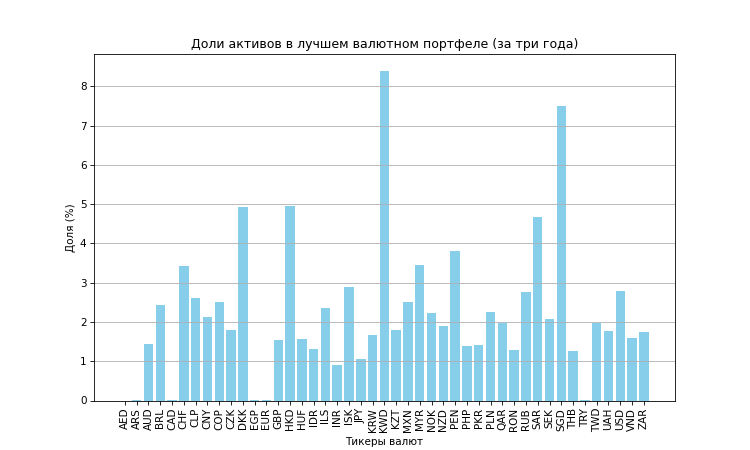 Доли активов в лучшем валютном портфеле (за три года)
Доля (%)
8
7
6
5
4
3
2
1
0
AED ARS AUD BRL CAD CHF CLP CNY COP CZK DKK EGP EUR GBP HKD HUF IDR ILS INR ISK JPY KRW KWD KZT MXN MYR NOK NZD PEN PHP PKR PLN QAR RON RUB SAR SEK SGD THB TRY TWD UAH USD VND ZAR
Тикеры валют